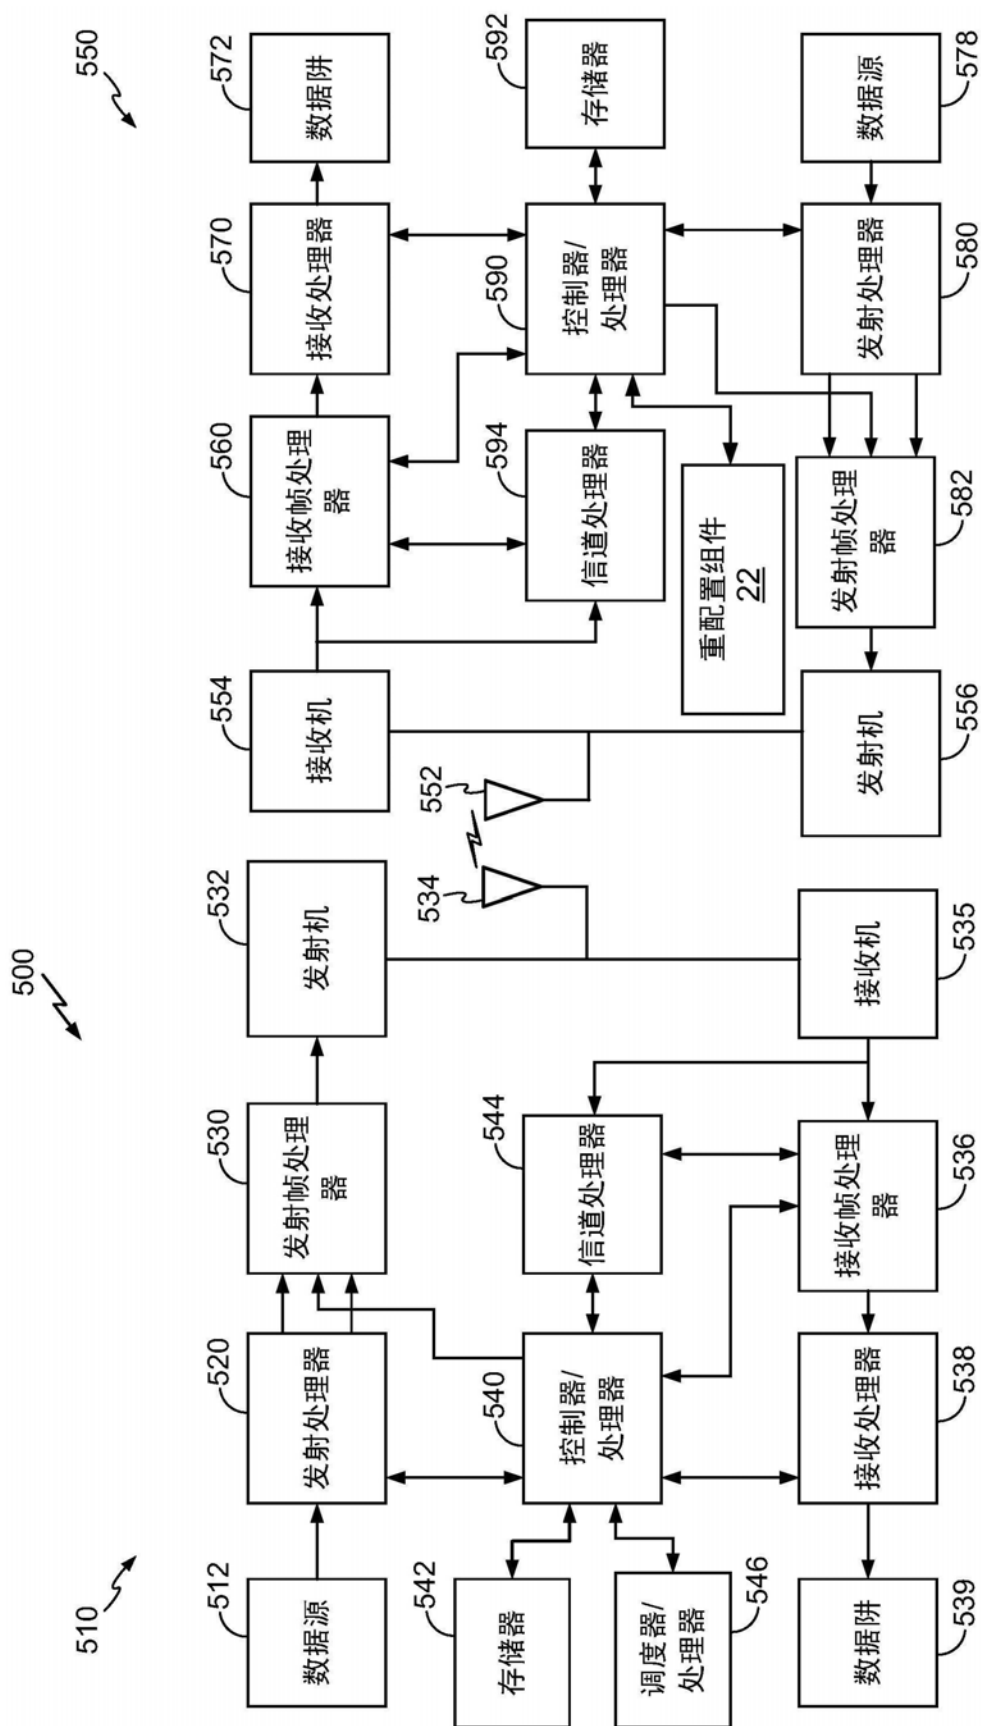 500
510
550
512
数据源
520
发射处理器
530
发射帧处理
器
532
发射机
554
接收机
560
接收帧处理
器
570
接收处理器
572
数据阱
542
存储器
540
控制器/
处理器
544
信道处理器
534
552
594
信道处理器
590
控制器/
处理器
592
存储器
546
调度器/
处理器
重配置组件
22
539
数据阱
538
接收处理器
536
接收帧处理
器
535
接收机
556
发射机
582
发射帧处理
器
580
发射处理器
578
数据源